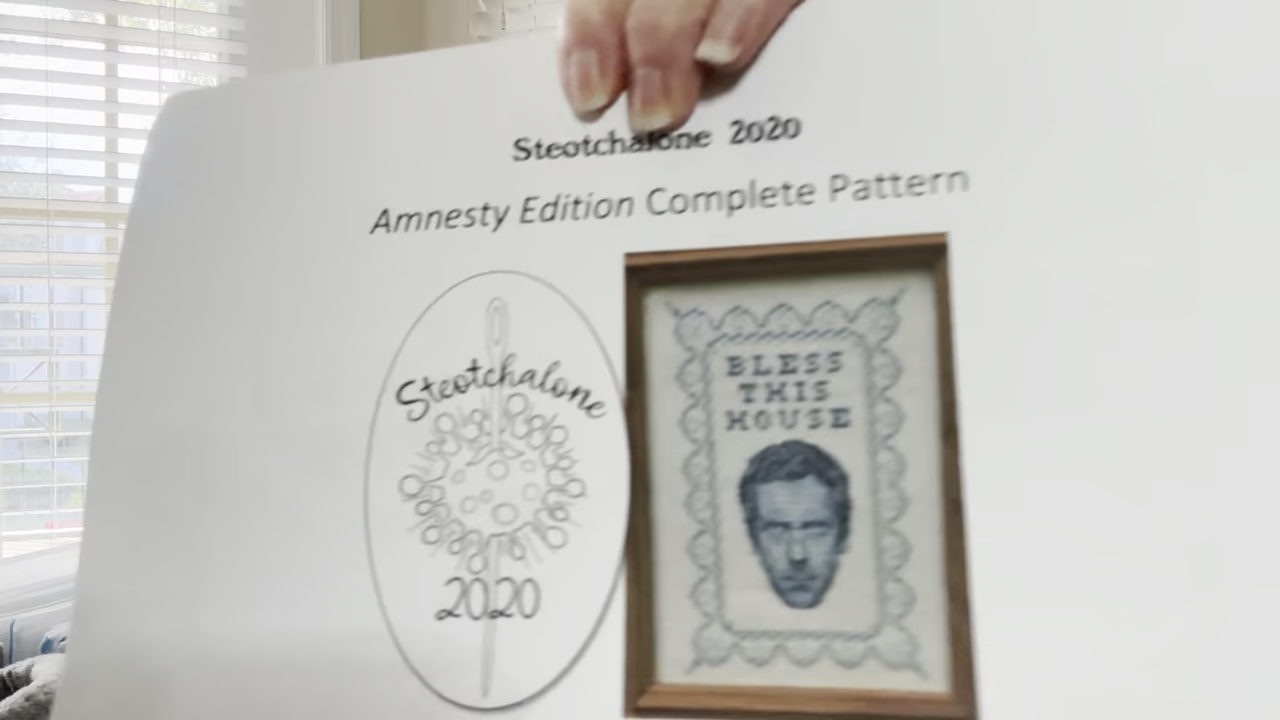 Steotchalone 2020
Amnesty Edition Complete Pattern
Steotchalone
2020
BLESS
THIS
HOUSE